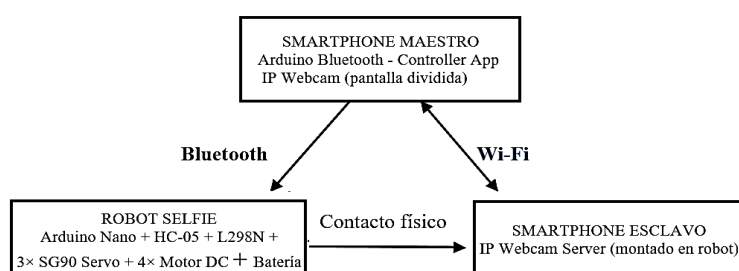 SMARTPHONE MAESTRO
Arduino Bluetooth - Controller App
IP Webcam (pantalla dividida)
Bluetooth
Wi-Fi
ROBOT SELFIE
Arduino Nano + HC-05 + L298N +
3× SG90 Servo + 4× Motor DC + Batería
Contacto físico
SMARTPHONE ESCLAVO
IP Webcam Server (montado en robot)